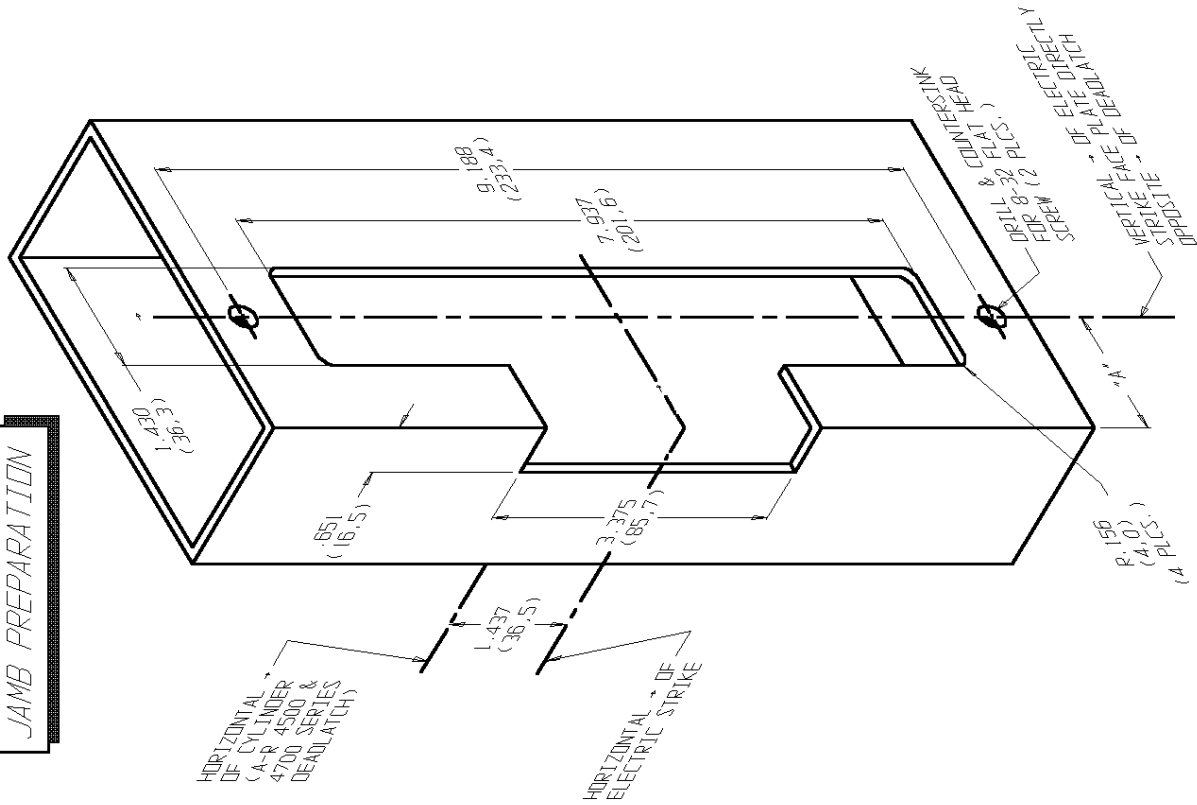 JAMB PREPARATION
1.430
(36,3)
9.188
(233,4)
7.937
(201,6)
.651
(16,5)
3.375
(85,7)
1.437
(36,5)
HORIZONTAL
OF CYLINDER
(A-R 4500 &
4700 SERIES
DEADLATCH)
HORIZONTAL OF
ELECTRIC STRIKE
DRILL & COUNTERSINK
FOR 8-32 FLAT HEAD
SCREW (2 PLCS.)
VERTICAL OF ELECTRIC
STRIKE FACE PLATE DIRECTLY
OPPOSITE OF DEADLATCH
"A"
R.156
(4,0)
(4 PLCS.)